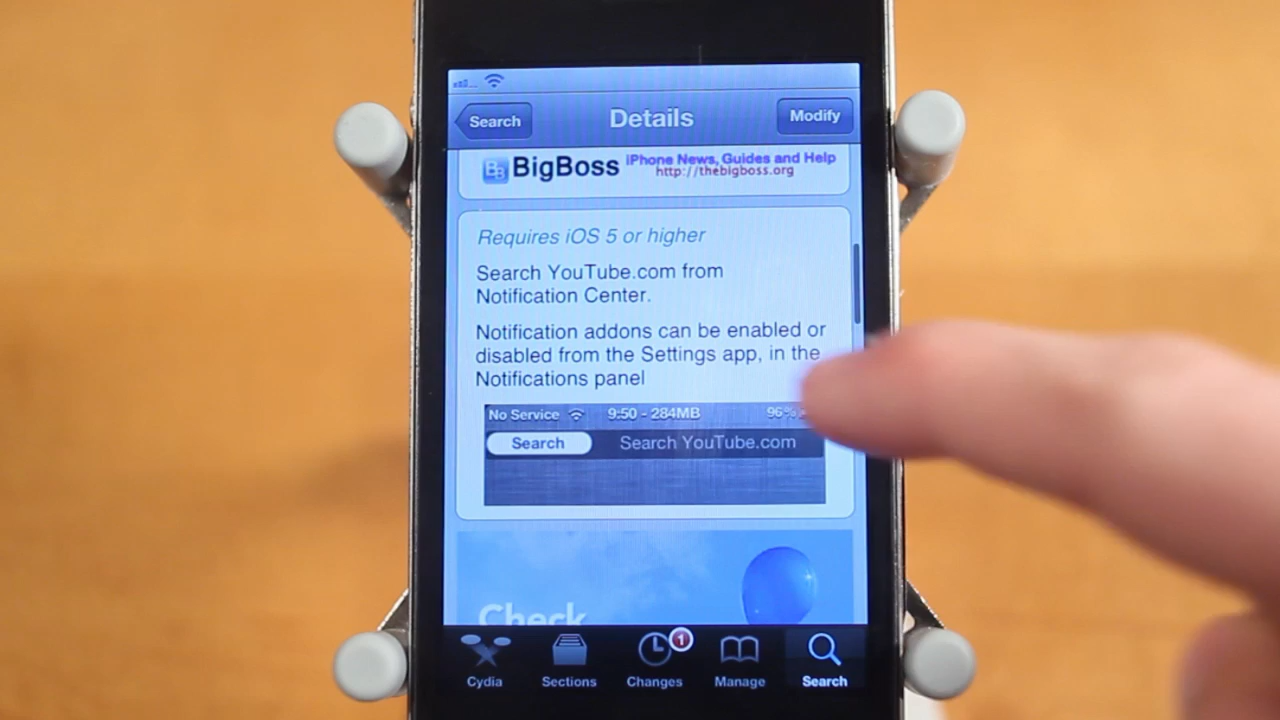 Search
Details
Modify
BigBoss
iPhone News, Guides and Help
http://thebigboss.org
Requires iOS 5 or higher
Search YouTube.com from
Notification Center.
Notification addons can be enabled or
disabled from the Settings app, in the
Notifications panel
No Service 9:50 - 284MB 96%
Search Search YouTube.com
Check
Cydia
Sections
Changes
1
Manage
Search